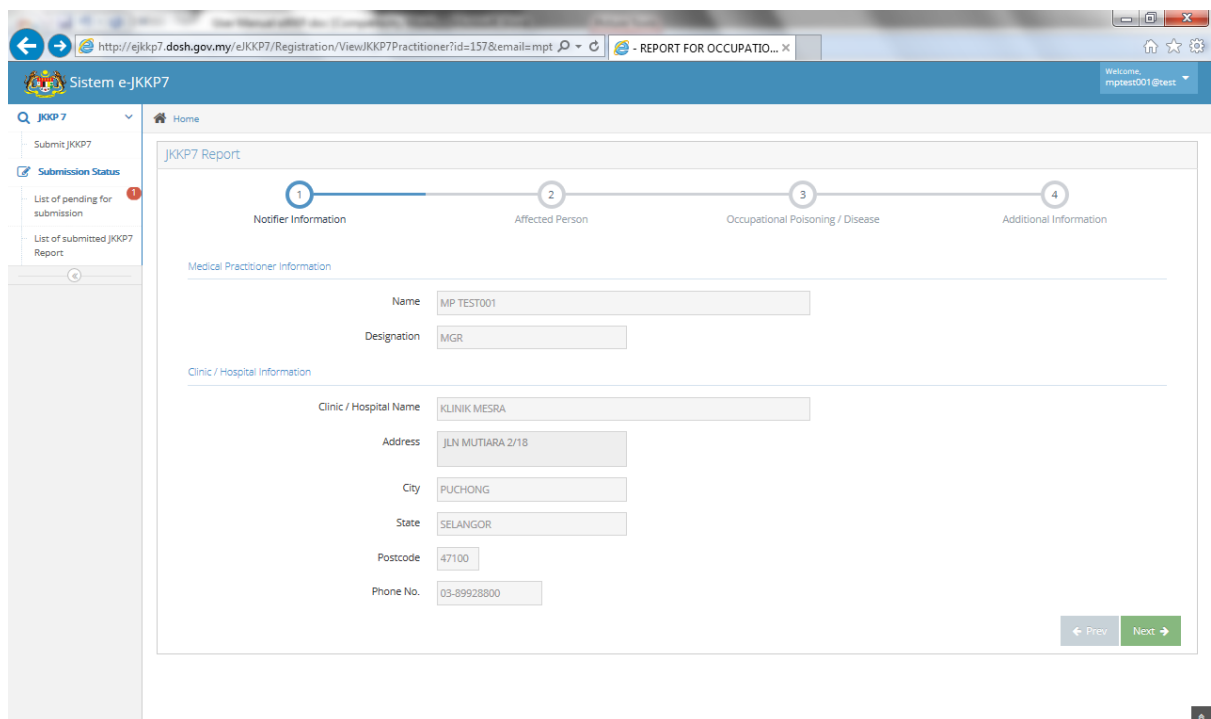 http://ejkkp7.dosh.gov.my/eJKKP7/Registration/ViewJKKP7Practitioner?id=157&email=mpt
- REPORT FOR OCCUPATIO... ×
Sistem e-JKKP7
Welcome,
mptest001@test
JKKP 7
Home
Submit JKKP7
Submission Status
List of pending for
submission
1
List of submitted JKKP7
Report
JKKP7 Report
1
2
3
4
Notifier Information
Affected Person
Occupational Poisoning / Disease
Additional Information
Medical Practitioner Information
Name MP TEST001
Designation MGR
Clinic / Hospital Information
Clinic / Hospital Name KLINIK MESRA
Address JLN MUTIARA 2/18
City PUCHONG
State SELANGOR
Postcode 47100
Phone No. 03-89928800
← Prev
Next →